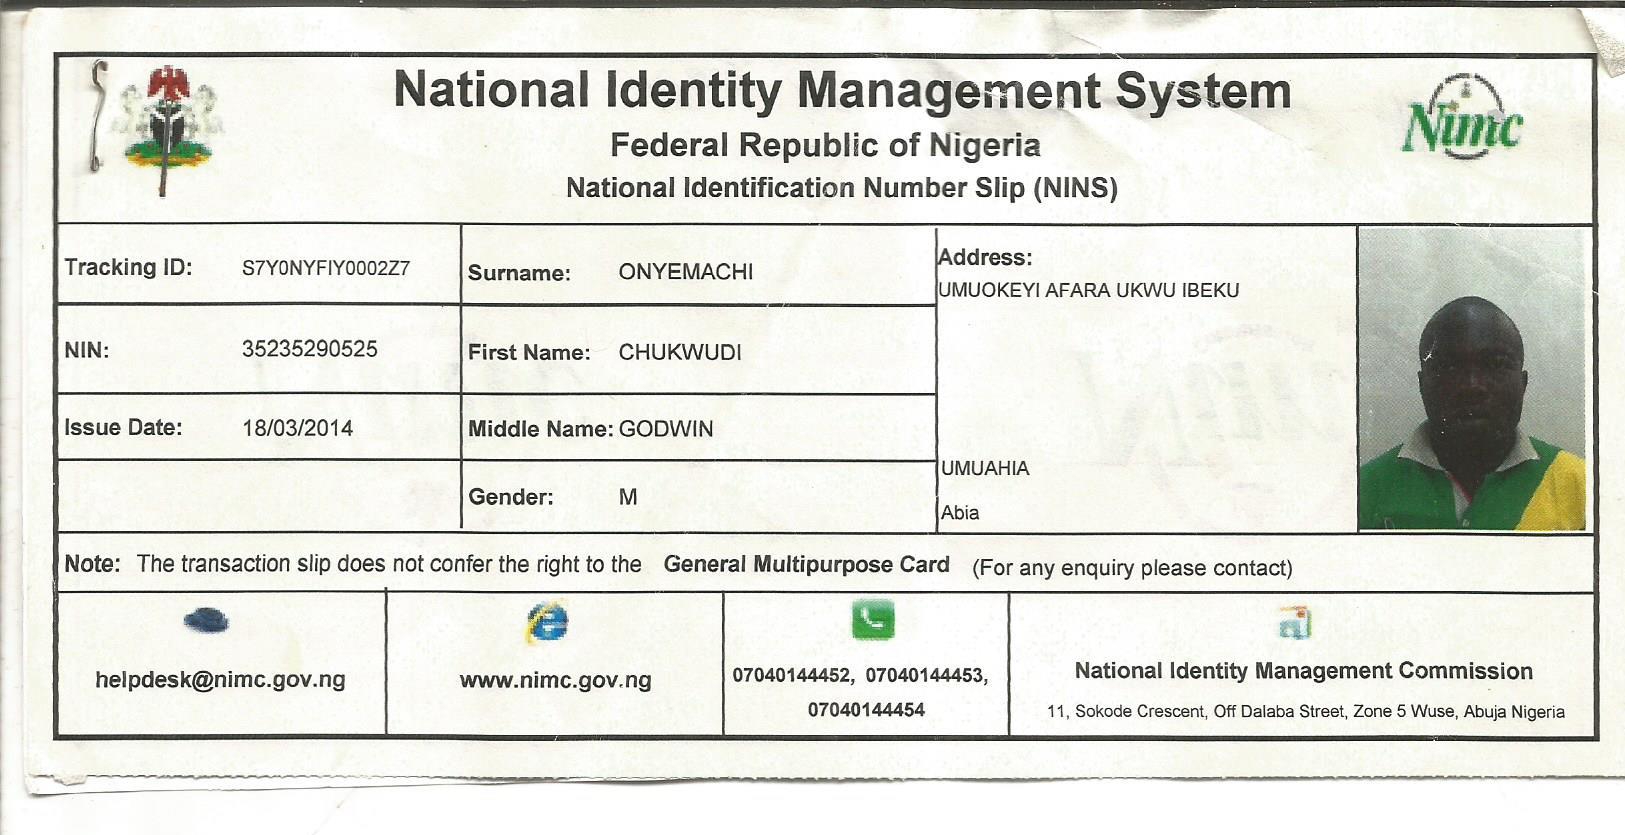 National Identity Management System
Federal Republic of Nigeria
National Identification Number Slip (NINS)
Nimc
Tracking ID: S7Y0NYFIY0002Z7
Surname: ONYEMACHI
Address:
UMUOKEYI AFARA UKWU IBEKU
NIN: 35235290525
First Name: CHUKWUDI
Issue Date: 18/03/2014
Middle Name: GODWIN
UMUAHIA
Gender: M
Abia
Note: The transaction slip does not confer the right to the General Multipurpose Card (For any enquiry please contact)
helpdesk@nimc.gov.ng
www.nimc.gov.ng
07040144452, 07040144453,
07040144454
National Identity Management Commission
11, Sokode Crescent, Off Dalaba Street, Zone 5 Wuse, Abuja Nigeria